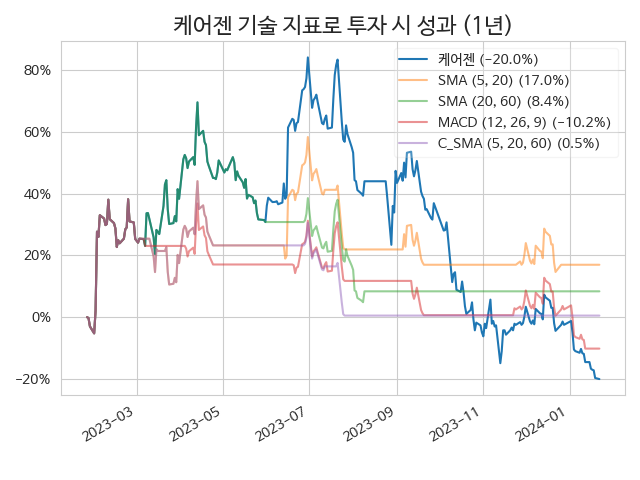 케어젠 기술 지표로 투자 시 성과 (1년)
케어젠 (-20.0%)
SMA (5, 20) (17.0%)
SMA (20, 60) (8.4%)
MACD (12, 26, 9) (-10.2%)
C_SMA (5, 20, 60) (0.5%)
80%
60%
40%
20%
0%
-20%
2023-03
2023-05
2023-07
2023-09
2023-11
2024-01